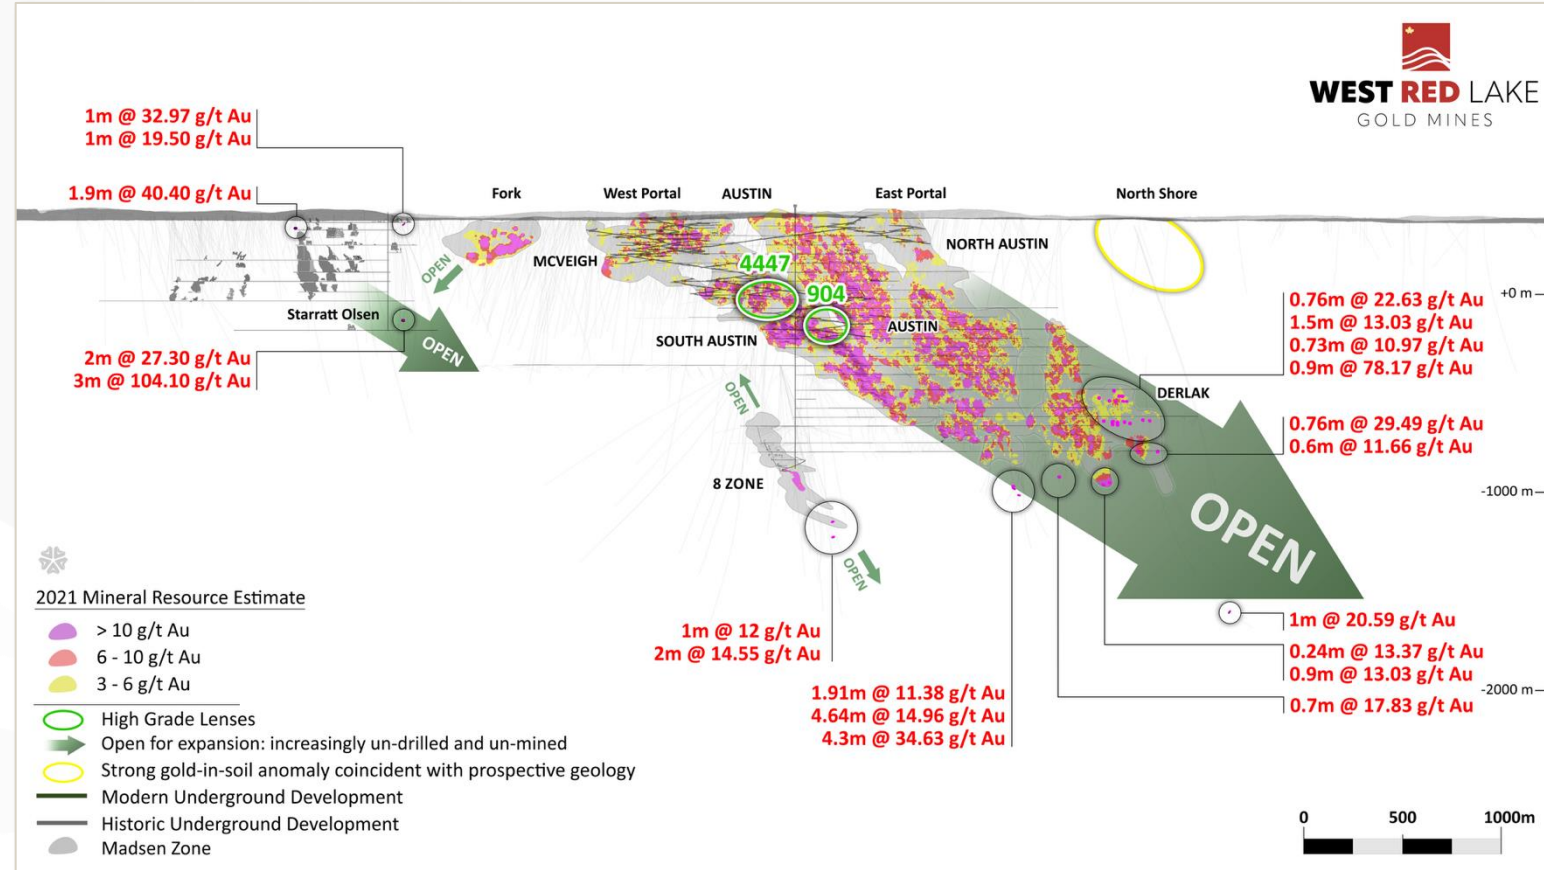 WEST RED LAKE
GOLD MINES
1m @ 32.97 g/t Au
1m @ 19.50 g/t Au
1.9m @ 40.40 g/t Au
Fork
West Portal
AUSTIN
East Portal
North Shore
MCVEIGH
NORTH AUSTIN
4447
904
OPEN
Starratt Olsen
OPEN
SOUTH AUSTIN
AUSTIN
+0 m
2m @ 27.30 g/t Au
3m @ 104.10 g/t Au
0.76m @ 22.63 g/t Au
1.5m @ 13.03 g/t Au
0.73m @ 10.97 g/t Au
0.9m @ 78.17 g/t Au
OPEN
DERLAK
0.76m @ 29.49 g/t Au
0.6m @ 11.66 g/t Au
8 ZONE
-1000 m
OPEN
OPEN
1m @ 12 g/t Au
2m @ 14.55 g/t Au
1.91m @ 11.38 g/t Au
4.64m @ 14.96 g/t Au
4.3m @ 34.63 g/t Au
1m @ 20.59 g/t Au
0.24m @ 13.37 g/t Au
0.9m @ 13.03 g/t Au
0.7m @ 17.83 g/t Au
-2000 m
2021 Mineral Resource Estimate
> 10 g/t Au
6 - 10 g/t Au
3 - 6 g/t Au
High Grade Lenses
Open for expansion: increasingly un-drilled and un-mined
Strong gold-in-soil anomaly coincident with prospective geology
Modern Underground Development
Historic Underground Development
Madsen Zone
0 500 1000m